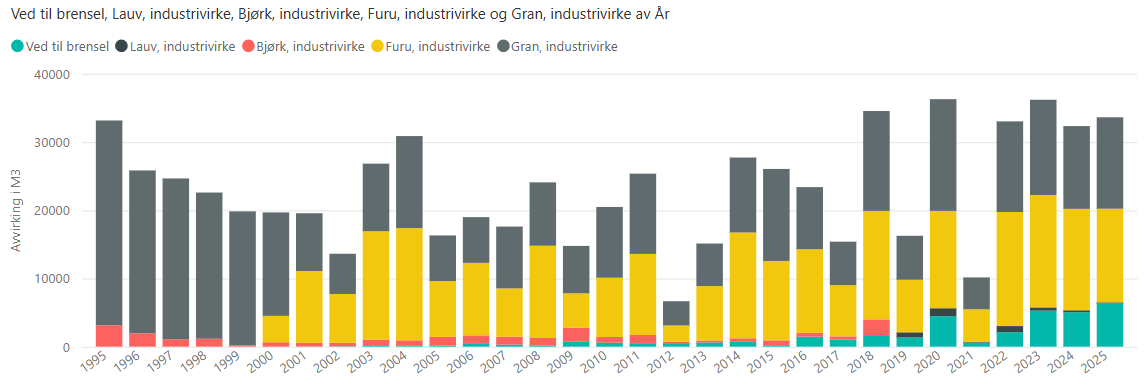 Ved til brensel, Lauv, industrivirke, Bjørk, industrivirke, Furu, industrivirke og Gran, industrivirke av År
Ved til brensel Lauv, industrivirke Bjørk, industrivirke Furu, industrivirke Gran, industrivirke
40000
30000
20000
10000
0
Avvirking i M3
1995 1996 1997 1998 1999 2000 2001 2002 2003 2004 2005 2006 2007 2008 2009 2010 2011 2012 2013 2014 2015 2016 2017 2018 2019 2020 2021 2022 2023 2024 2025